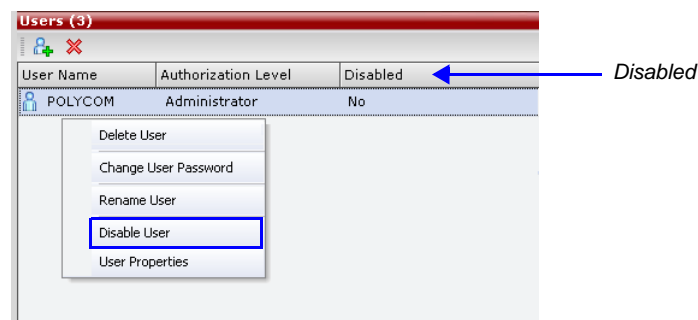 Users (3)
User Name Authorization Level Disabled Disabled
POLYCOM Administrator No
Delete User
Change User Password
Rename User
Disable User
User Properties